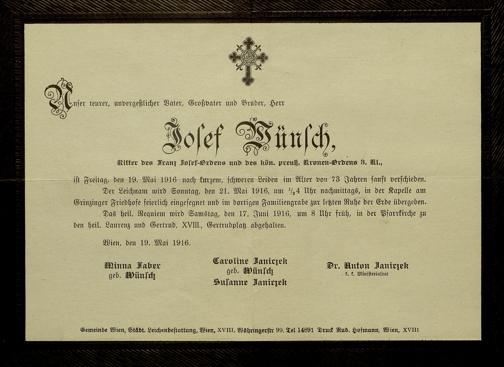 Unser teurer, unvergeßlicher Vater, Großvater und Bruder, Herr
Josef Wünsch,
Ritter des Franz Josef-Ordens und des kön. preuß. Kronen-Ordens 3. Kl.,
ist Freitag, den 19. Mai 1916 nach kurzem, schweren Leiden im Alter von 73 Jahren sanft verschieden.
Der Leichnam wird Sonntag, den 21. Mai 1916, um 1/4 4 Uhr nachmittags, in der Kapelle am
Grinzinger Friedhofe feierlich eingesegnet und im dortigen Familiengrabe zur letzten Ruhe der Erde übergeben.
Das heil. Requiem wird Samstag, den 17. Juni 1916, um 8 Uhr früh, in der Pfarrkirche zu
den heil. Laurenz und Gertrud, XVIII., Gertrudplatz abgehalten.
Wien, den 19. Mai 1916.
Minna Faber
geb. Wünsch
Caroline Janiczek
geb. Wünsch
Susanne Janiczek
Dr. Anton Janiczek
k. k. Ministerialrat
Gemeinde Wien, Städt. Leichenbestattung, Wien, XVIII. Währingerstr 99. Tel 14891 Druck Rud. Hofmann, Wien, XVIII